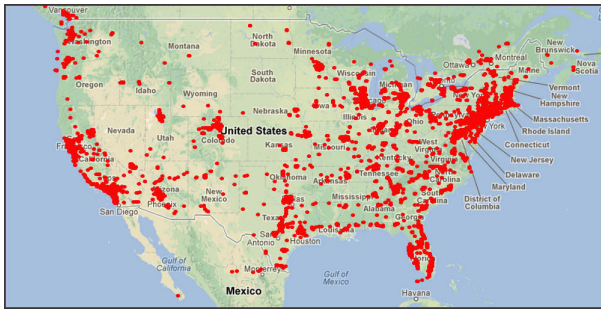 Vancouver
Washington
Montana
North
Dakota
Minnesota
Ottawa
Montreal
New
Brunswick
Nova
Scotia
Maine
Oregon
Idaho
Wyoming
South
Dakota
Wisconsin
Michigan
Vermont
New
Hampshire
Massachusetts
Rhode Island
Connecticut
New Jersey
Delaware
Maryland
District of
Columbia
Nevada
Utah
Colorado
Nebraska
United States
Kansas
Missouri
Illinois
Ohio
West
Virginia
Virginia
Kentucky
Tennessee
North
Carolina
South
Carolina
California
Arizona
Phoenix
New
Mexico
Oklahoma
Arkansas
Mississippi
Alabama
Georgia
San Diego
Texas
San
Antonio
Houston
Louisiana
Gulf of
California
Monterrey
Gulf of
Mexico
Mexico
Havana